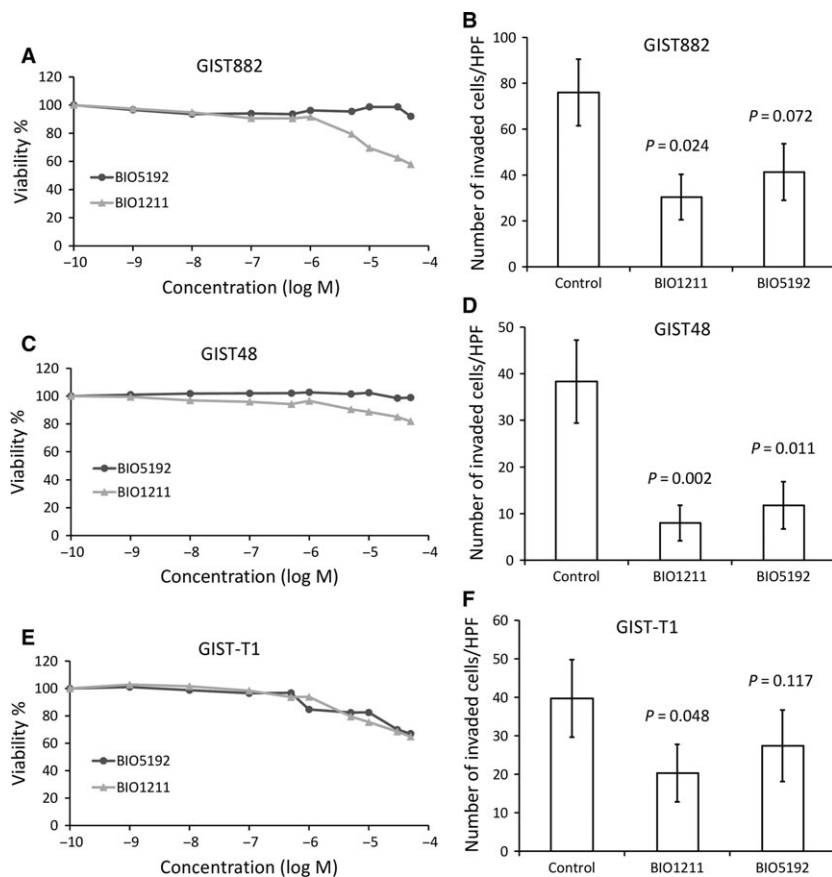 A
GIST882
Viability %
120
100
80
60
40
20
0
BIO5192
BIO1211
−10
−9
−8
−7
−6
−5
−4
Concentration (log M)
B
GIST882
Number of invaded cells/HPF
100
80
60
40
20
0
P = 0.024
P = 0.072
Control
BIO1211
BIO5192
C
GIST48
Viability %
120
100
80
60
40
20
0
BIO5192
BIO1211
−10
−9
−8
−7
−6
−5
−4
Concentration (log M)
D
GIST48
Number of invaded cells/HPF
50
40
30
20
10
0
P = 0.002
P = 0.011
Control
BIO1211
BIO5192
E
GIST-T1
Viability %
120
100
80
60
40
20
0
BIO5192
BIO1211
−10
−9
−8
−7
−6
−5
−4
Concentration (log M)
F
GIST-T1
Number of invaded cells/HPF
60
50
40
30
20
10
0
P = 0.048
P = 0.117
Control
BIO1211
BIO5192